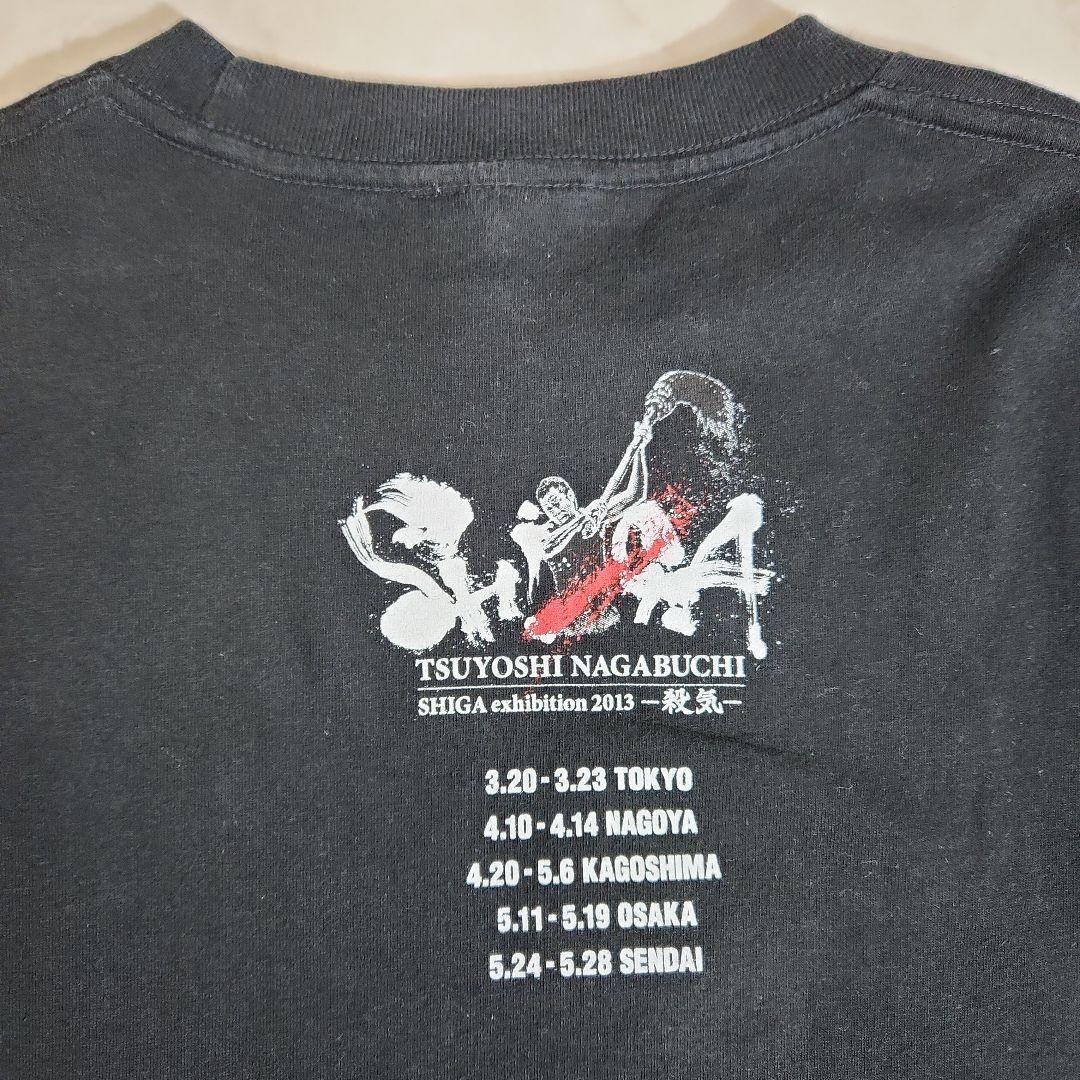 SHIGA
TSUYOSHI NAGABUCHI
SHIGA exhibition 2013 ー殺気ー
3.20 - 3.23 TOKYO
4.10 - 4.14 NAGOYA
4.20 - 5.6 KAGOSHIMA
5.11 - 5.19 OSAKA
5.24 - 5.28 SENDAI